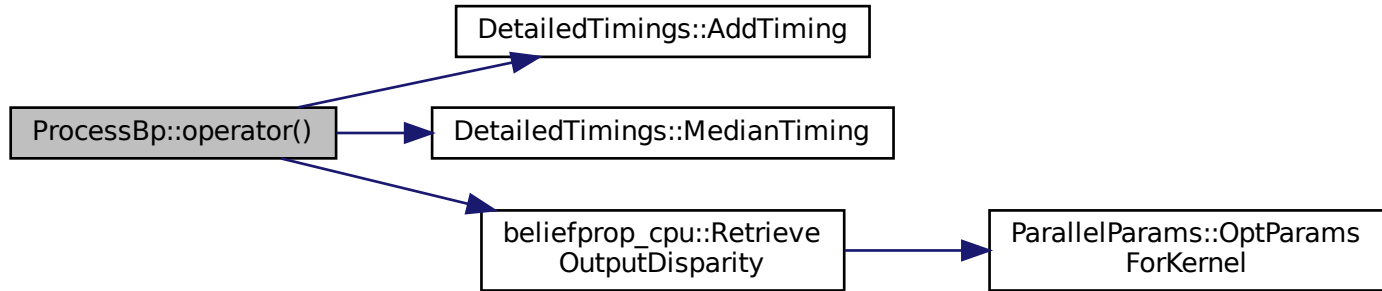 DetailedTimings::AddTiming
ProcessBp::operator()
DetailedTimings::MedianTiming
beliefprop_cpu::Retrieve
OutputDisparity
ParallelParams::OptParams
ForKernel